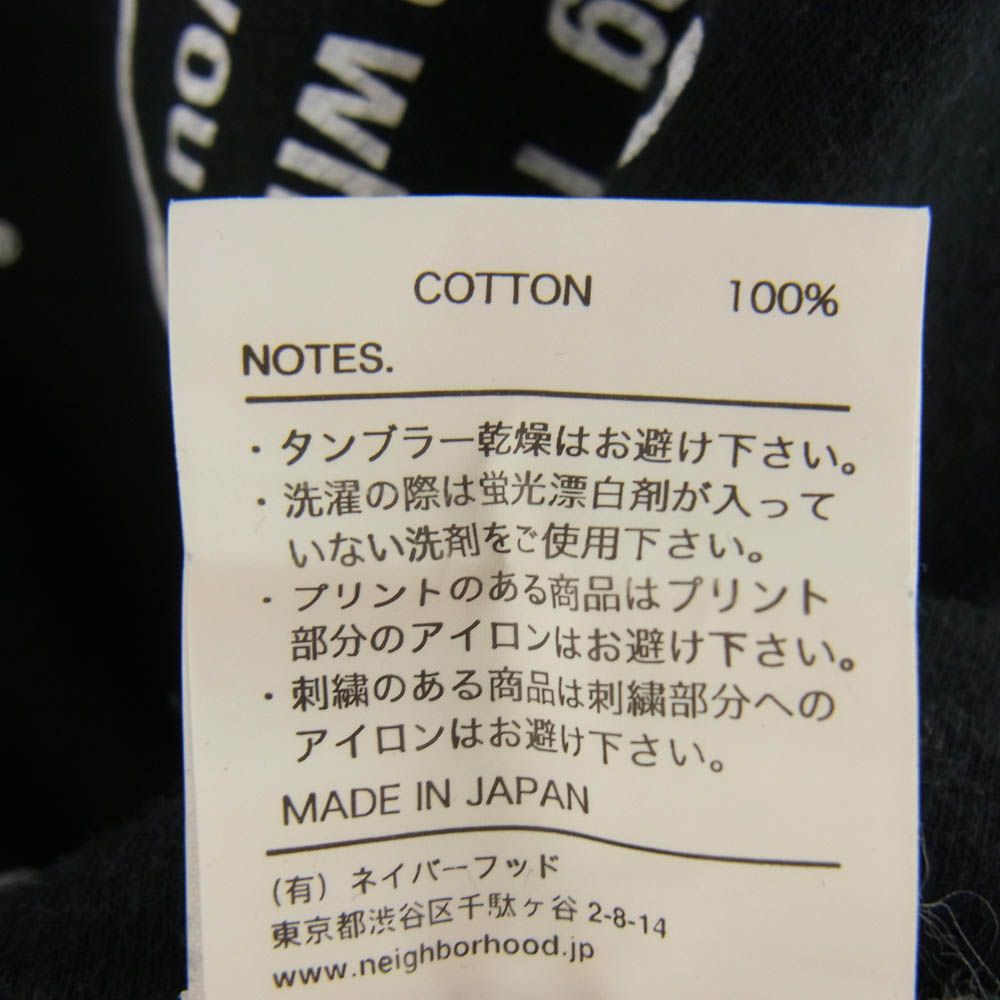 COTTON 100%
NOTES.
・タンブラー乾燥はお避け下さい。
・洗濯の際は蛍光漂白剤が入って
いない洗剤をご使用下さい。
・プリントのある商品はプリント
部分のアイロンはお避け下さい。
・刺繍のある商品は刺繍部分への
アイロンはお避け下さい。
MADE IN JAPAN
(有) ネイバーフッド
東京都渋谷区千駄ヶ谷 2-8-14
www.neighborhood.jp